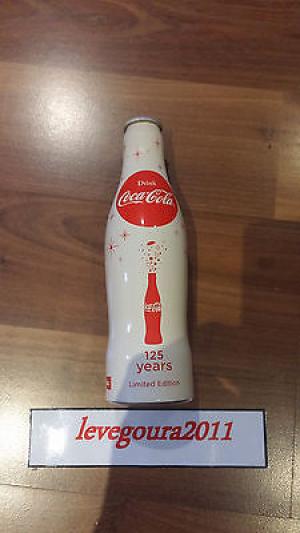 Drink
Coca-Cola
Coca-Cola
125
years
Limited Edition
levegoura2011